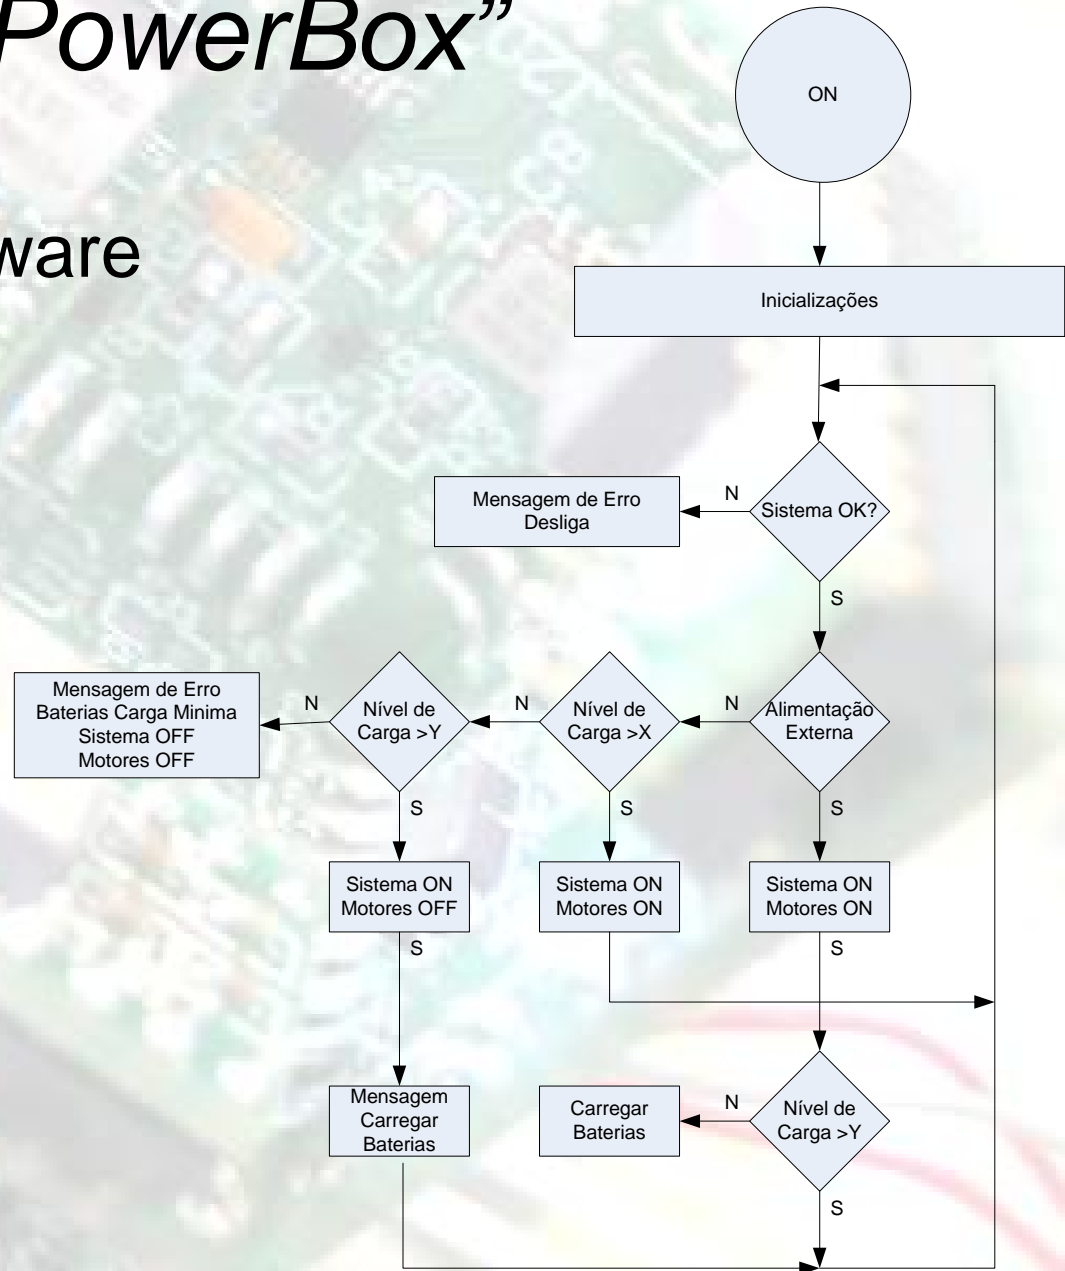 PowerBox”
ware
ON
Inicializações
Sistema OK?
N
Mensagem de Erro
Desliga
S
Alimentação
Externa
N
Nível de
Carga >X
N
Nível de
Carga >Y
N
Mensagem de Erro
Baterias Carga Minima
Sistema OFF
Motores OFF
S
S
S
Sistema ON
Motores OFF
Sistema ON
Motores ON
Sistema ON
Motores ON
S
S
Mensagem
Carregar
Baterias
Carregar
Baterias
N
Nível de
Carga >Y
S